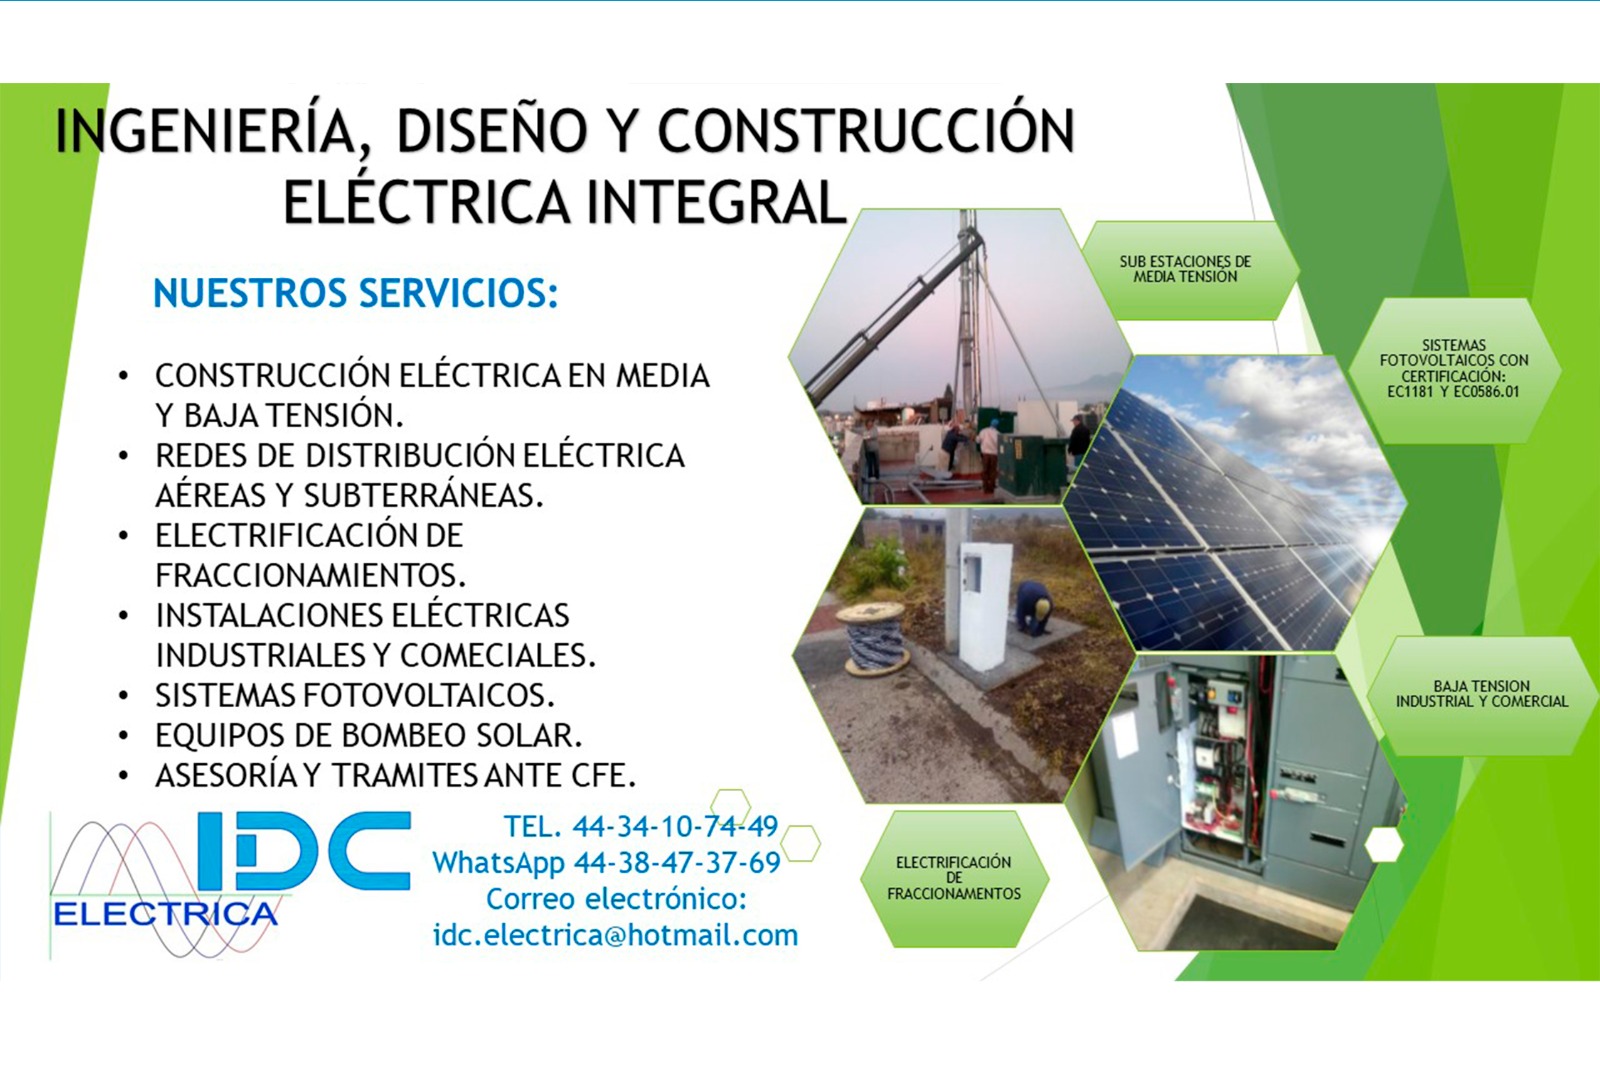 INGENIERÍA, DISEÑO Y CONSTRUCCIÓN
ELÉCTRICA INTEGRAL
NUESTROS SERVICIOS:
• CONSTRUCCIÓN ELÉCTRICA EN MEDIA
Y BAJA TENSIÓN.
• REDES DE DISTRIBUCIÓN ELÉCTRICA
AÉREAS Y SUBTERRÁNEAS.
• ELECTRIFICACIÓN DE
FRACCIONAMIENTOS.
• INSTALACIONES ELÉCTRICAS
INDUSTRIALES Y COMECIALES.
• SISTEMAS FOTOVOLTAICOS.
• EQUIPOS DE BOMBEO SOLAR.
• ASESORÍA Y TRAMITES ANTE CFE.
IDC
ELECTRICA
TEL. 44-34-10-74-49
WhatsApp 44-38-47-37-69
Correo electrónico:
idc.electrica@hotmail.com
SUB ESTACIONES DE
MEDIA TENSIÓN
SISTEMAS
FOTOVOLTAICOS CON
CERTIFICACIÓN:
EC1181 Y EC0586.01
BAJA TENSION
INDUSTRIAL Y COMERCIAL
ELECTRIFICACIÓN
DE
FRACCIONAMENTOS